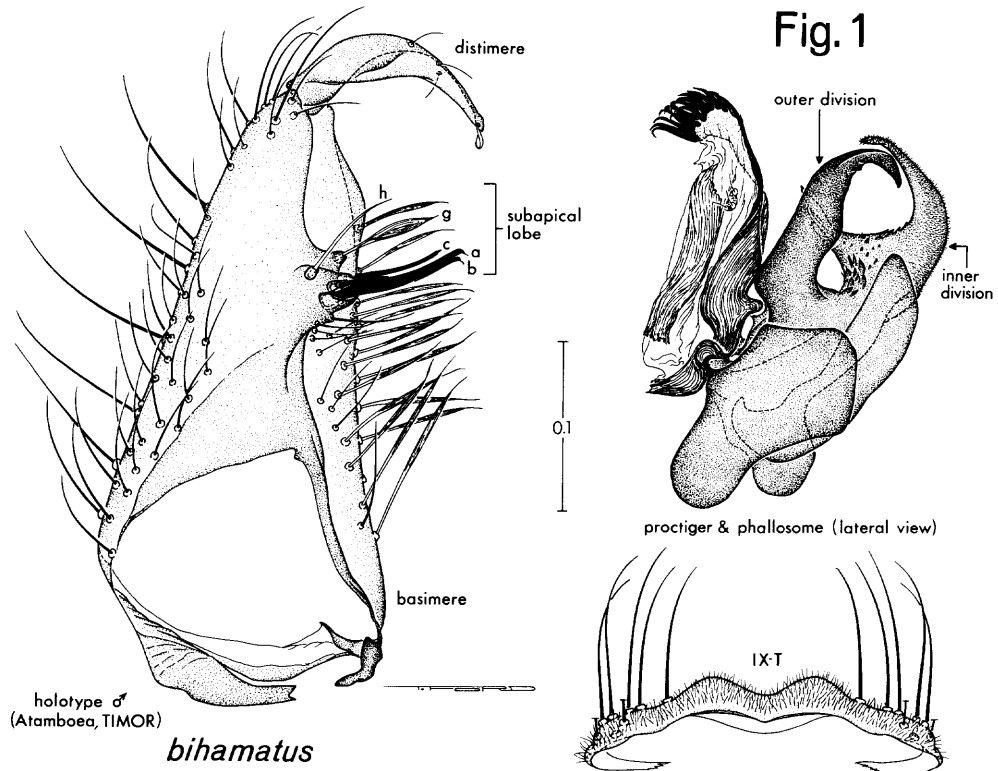 Fig. 1
distimere
outer division
h
g
subapical
lobe
c
a
b
inner
division
0.1
proctiger & phallosome (lateral view)
basimere
IX-T
holotype ♂
(Atamboea, TIMOR)
bihamatus